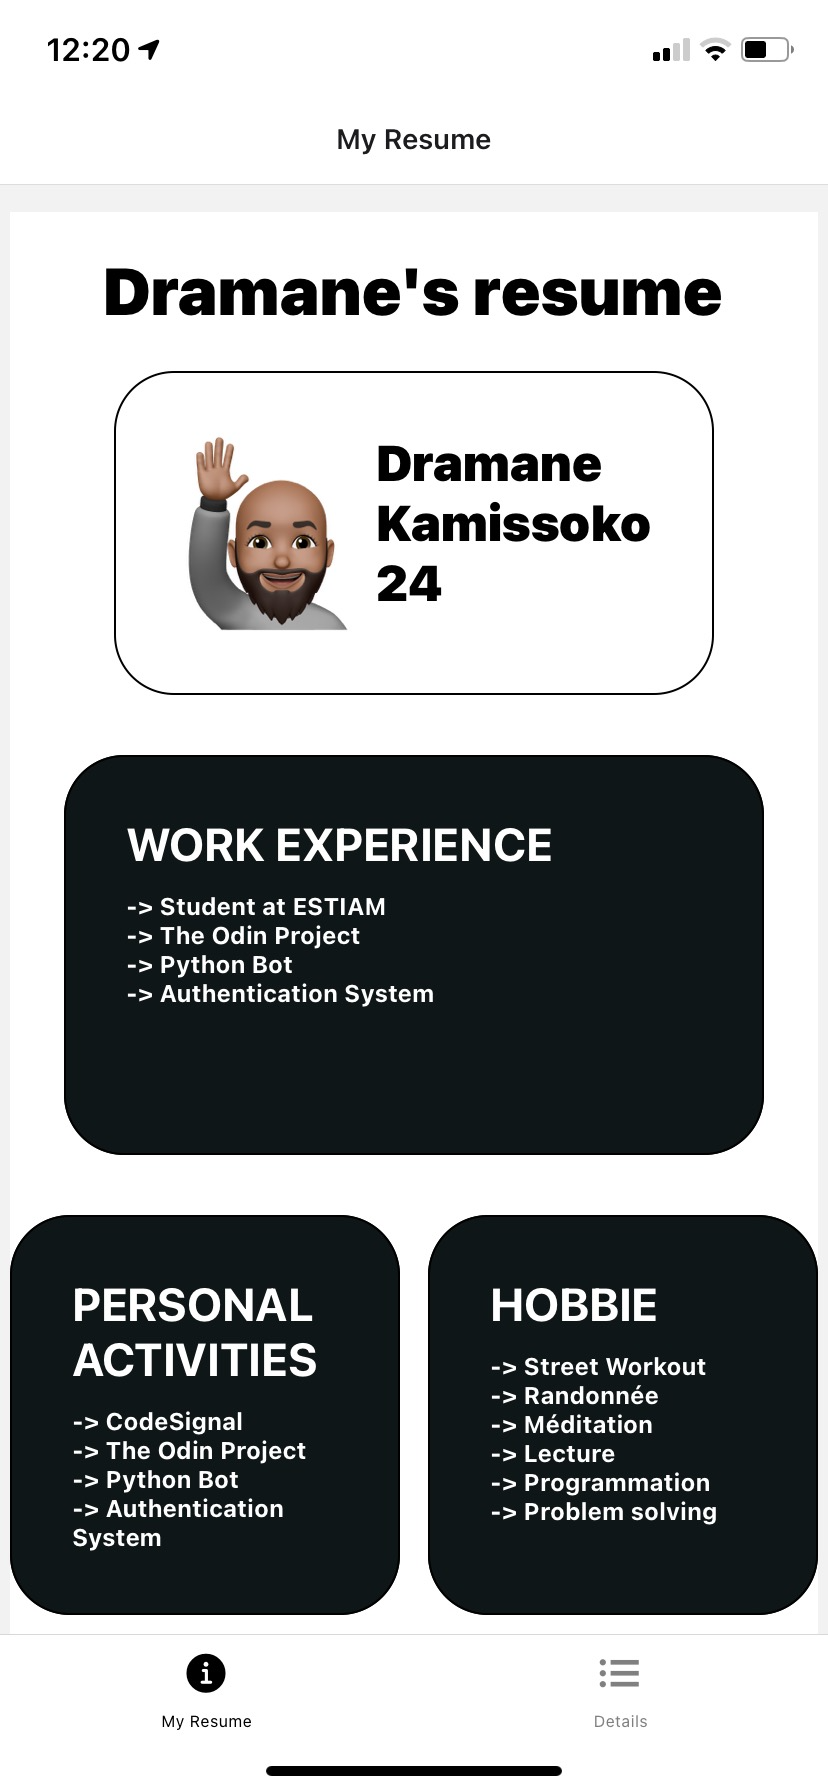 12:20
My Resume
Dramane's resume
Dramane
Kamissoko
24
WORK EXPERIENCE
-> Student at ESTIAM
-> The Odin Project
-> Python Bot
-> Authentication System
PERSONAL
ACTIVITIES
-> CodeSignal
-> The Odin Project
-> Python Bot
-> Authentication
System
HOBBIE
-> Street Workout
-> Randonnée
-> Méditation
-> Lecture
-> Programmation
-> Problem solving
My Resume
Details